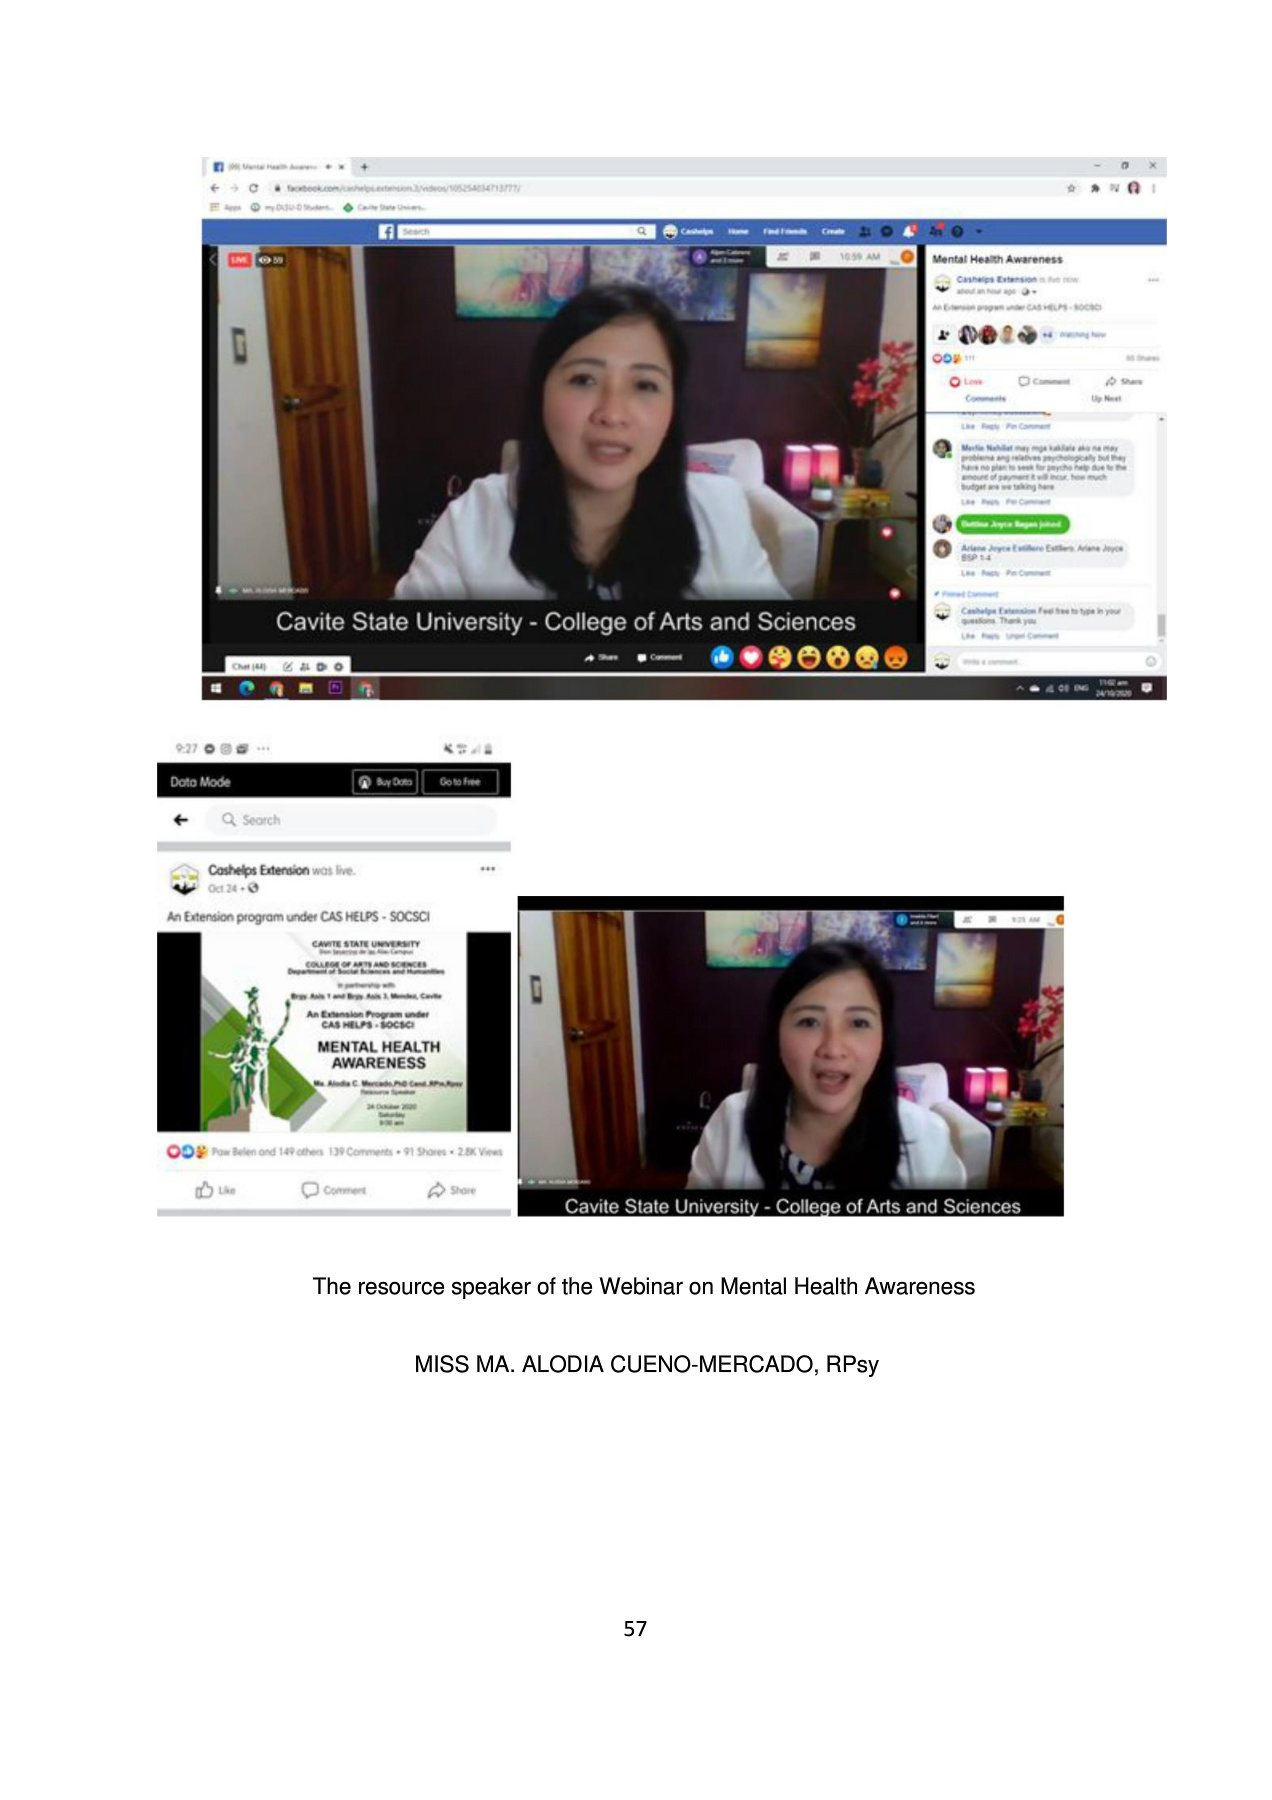 Mental Health Awaren
facebook.com/cashelps.extension.3/videos/105254034713777/
Apps my.DLSU-D Student... Cavite State Univers...
Search
Cashelps Home Find Friends Create
LIVE 59
and 3 more
10:59 AM
Mental Health Awareness
Cashelps Extension is live now.
about an hour ago
An Extension program under CAS HELPS - SOCSCI
+4 Watching Now
111
Shares
Love Comment Share
Comments Up Next
Like Reply Pin Comment
Merlie Nahilat may mga kakilala ako na may
problema ang relatives psychologically but they
have no plan to seek for psycho help due to the
amount of payment it will incur, how much
budget are we talking here
Like Reply Pin Comment
Bettina Joyce Ilagan joined
Ariane Joyce Estillero Estillero, Ariane Joyce
BSP 1-4
Like Reply Pin Comment
Pinned Comment
Cashelps Extension Feel free to type in your
questions. Thank you
Like Reply Unpin Comment
Write a comment...
MA. ALODIA MERCADO
Cavite State University - College of Arts and Sciences
Share Comment
Chat (44)
ENG
11:02 am
24/10/2020
9:27
Data Mode Buy Data Go to Free
Search
Cashelps Extension was live.
Oct 24
An Extension program under CAS HELPS - SOCSCI
CAVITE STATE UNIVERSITY
Don Severino de las Alas Campus
COLLEGE OF ARTS AND SCIENCES
Department of Social Sciences and Humanities
in partnership with
Brgy. Asis 1 and Brgy. Asis 3, Mendez, Cavite
An Extension Program under
CAS HELPS - SOCSCI
MENTAL HEALTH
AWARENESS
Ma. Alodia C. Mercado,PhD Cand.,RPm,Rpsy
Resource Speaker
24 October 2020
Saturday
9:00 am
Paw Belen and 149 others 139 Comments • 91 Shares • 2.8K Views
Like Comment Share
9:25 AM
MA. ALODIA MERCADO
Cavite State University - College of Arts and Sciences
The resource speaker of the Webinar on Mental Health Awareness
MISS MA. ALODIA CUENO-MERCADO, RPsy
57